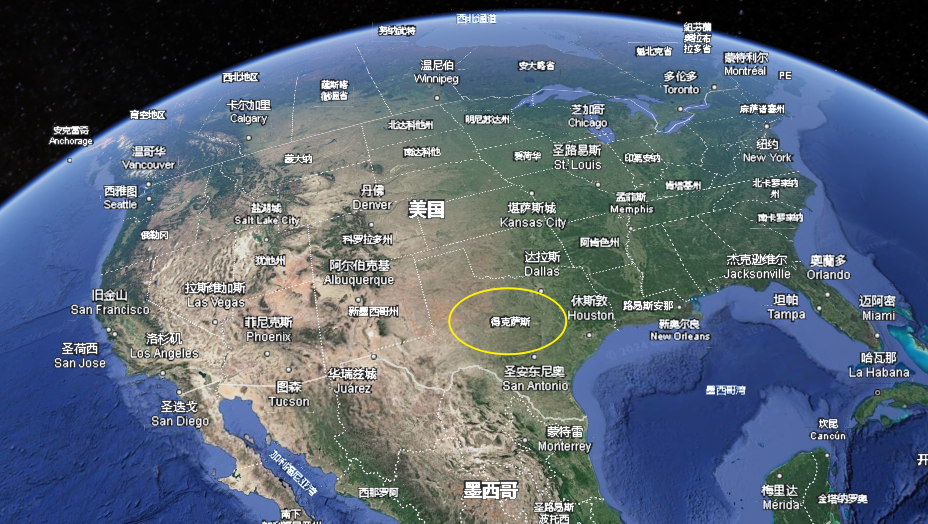 西北通道
努纳武特
纽芬兰
与拉布
拉多省
魁北克省
蒙特利尔
Montréal
PE
温尼伯
Winnipeg
安大略省
多伦多
Toronto
西北地区
萨斯喀
彻温省
卡尔加里
Calgary
育空地区
安克雷奇
Anchorage
芝加哥
Chicago
麻萨诸塞州
北达科他州
明尼苏达州
纽约
New York
温哥华
Vancouver
蒙大纳
南达科他
爱荷华
圣路易斯
St. Louis
印第安纳
西雅图
Seattle
丹佛
Denver
肯塔基州
北卡罗来纳
州
孟菲斯
Memphis
盐湖城
Salt Lake City
美国
堪萨斯城
Kansas City
南卡罗来纳
俄勒冈
科罗拉多州
阿肯色州
犹他州
阿尔伯克基
Albuquerque
达拉斯
Dallas
杰克逊维尔
Jacksonville
奥兰多
Orlando
拉斯维加斯
Las Vegas
旧金山
San Francisco
新墨西哥州
得克萨斯
休斯敦
Houston
路易斯安那
坦帕
Tampa
迈阿密
Miami
菲尼克斯
Phoenix
新奥尔良
New Orleans
洛杉矶
Los Angeles
圣荷西
San Jose
哈瓦那
La Habana
华瑞兹城
Juárez
圣安东尼奥
San Antonio
图森
Tucson
墨西哥湾
圣迭戈
San Diego
坎昆
Cancún
蒙特雷
Monterrey
加利福尼亚湾
开
西那罗阿
墨西哥
梅里达
Mérida
金塔纳罗奥
圣路易斯
波托西
南下